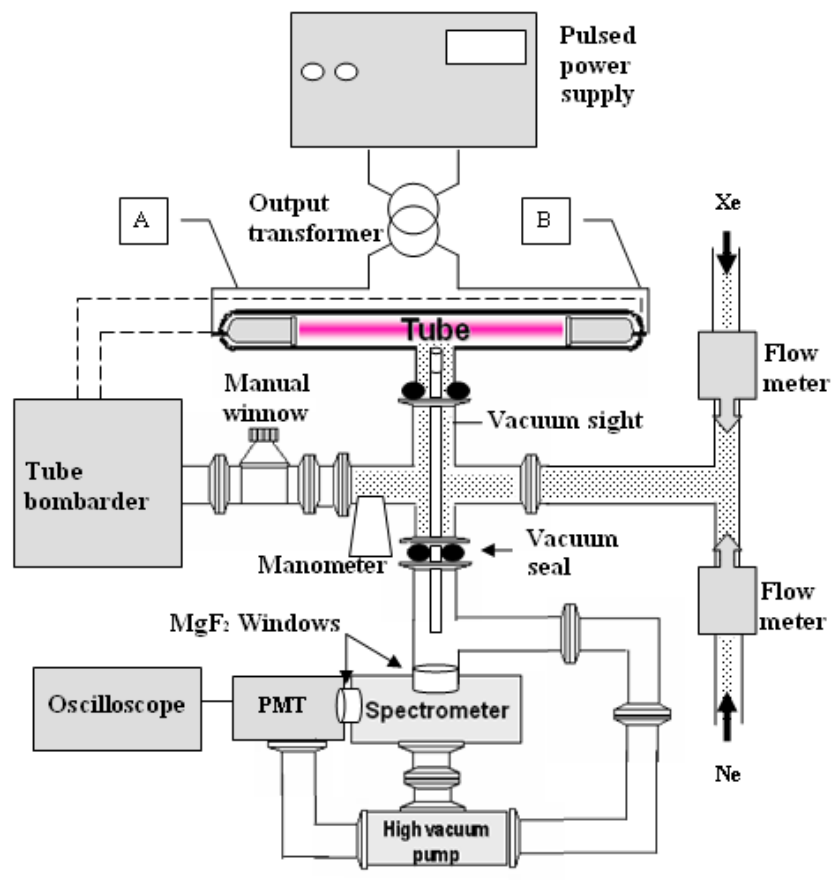 Pulsed
power
supply
A
Output
transformer
B
Xe
Tube
Flow
meter
Manual
winnow
Vacuum sight
Tube
bombarder
Manometer
Vacuum
seal
Flow
meter
MgF₂ Windows
Oscilloscope
PMT
Spectrometer
Ne
High vacuum
pump